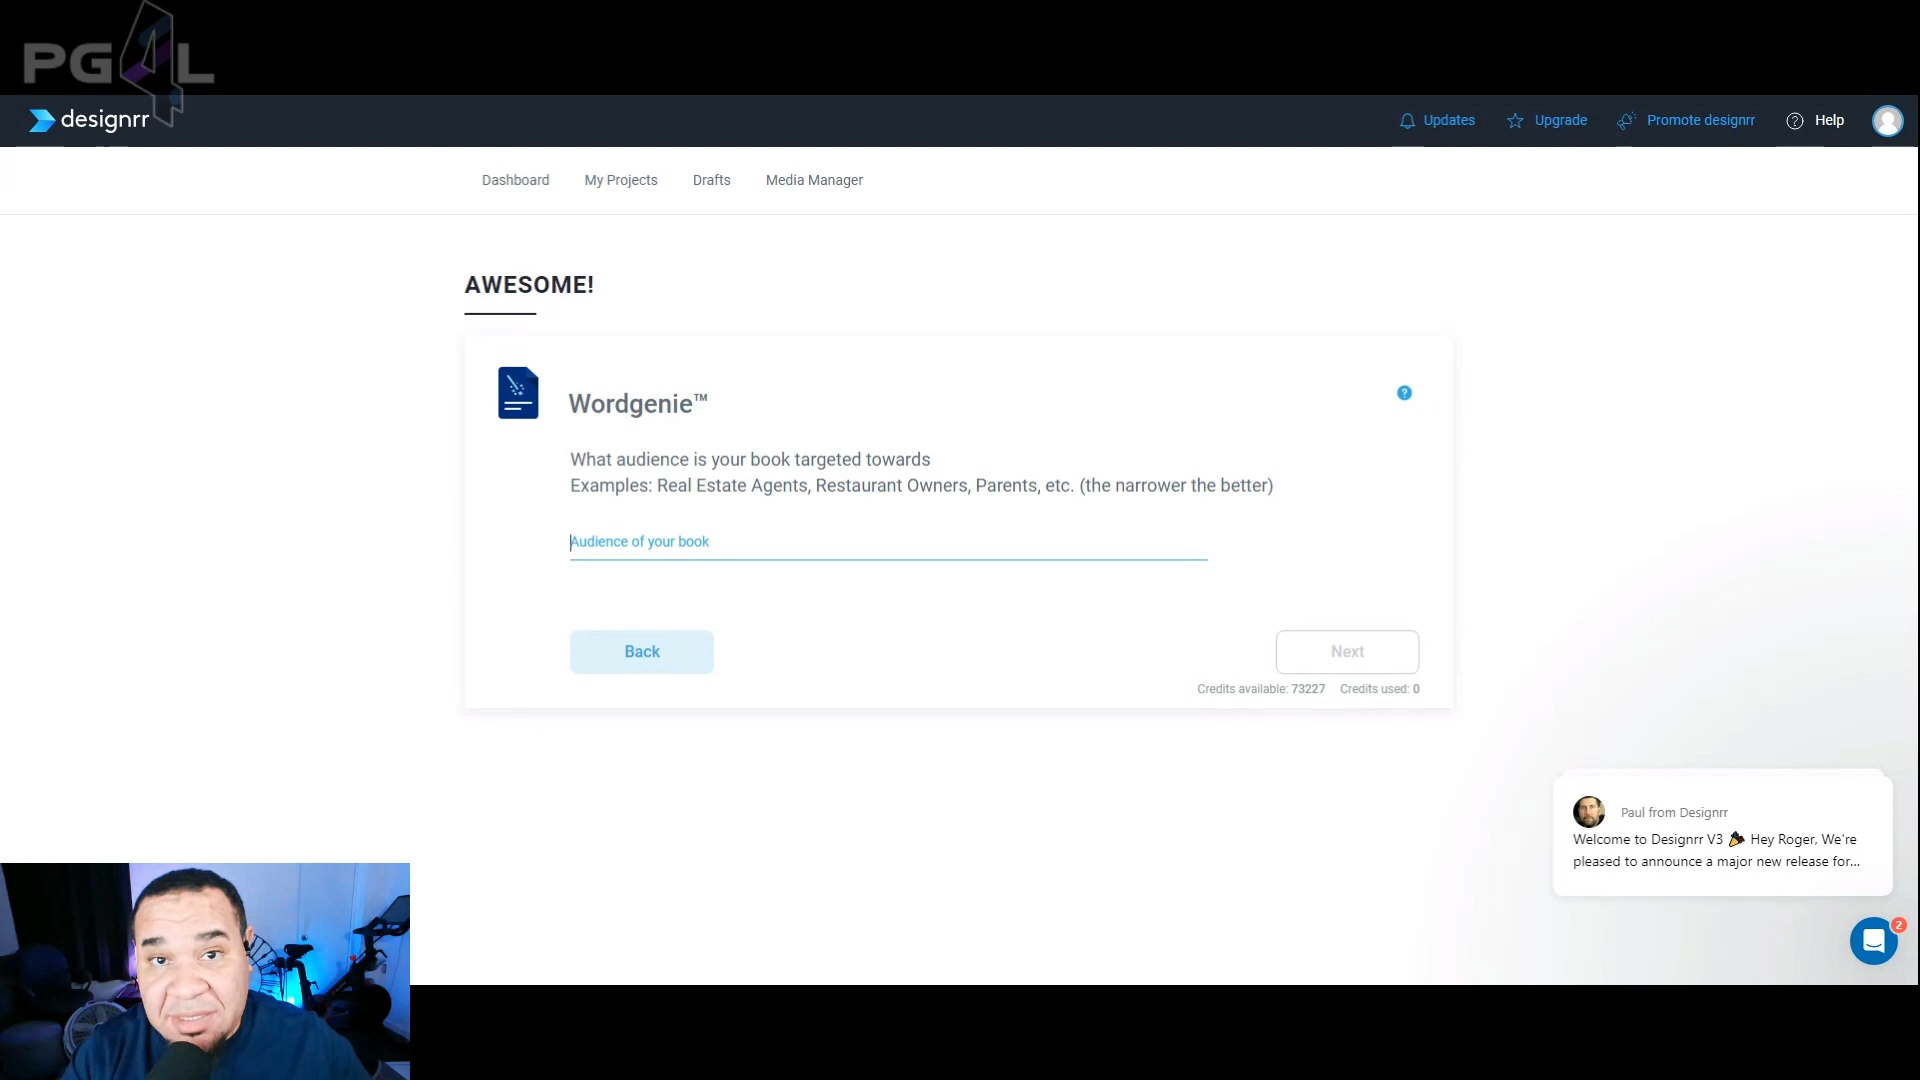 PG4L
designrr
Updates
Upgrade
Promote designrr
? Help
Dashboard
My Projects
Drafts
Media Manager
AWESOME!
Wordgenie™
?
What audience is your book targeted towards
Examples: Real Estate Agents, Restaurant Owners, Parents, etc. (the narrower the better)
Audience of your book
Back
Next
Credits available: 73227 Credits used: 0
Paul from Designrr
Welcome to Designrr V3 🎉 Hey Roger, We're
pleased to announce a major new release for...
2